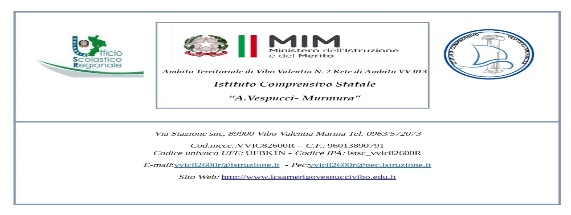 Ufficio
Scolastico
Regionale
MIM
Ministero dell'Istruzione
e del Merito
Ambito Territoriale di Vibo Valentia N. 2 Rete di Ambito VV 013
Istituto Comprensivo Statale
"A.Vespucci- Murmura"
Via Stazione snc, 89900 Vibo Valentia Marina Tel. 0963/572073
Cod.mecc.:VVIC82600R – C.F.: 96013890791
Codice univoco UFE: UFBK1N - Codice IPA: istsc_vvic82600R
E-mail:vvic82600r@istruzione.it - Pec:vvic82600r@pec.istruzione.it
Sito Web: http://www.icsamerigovespuccivibo.edu.it